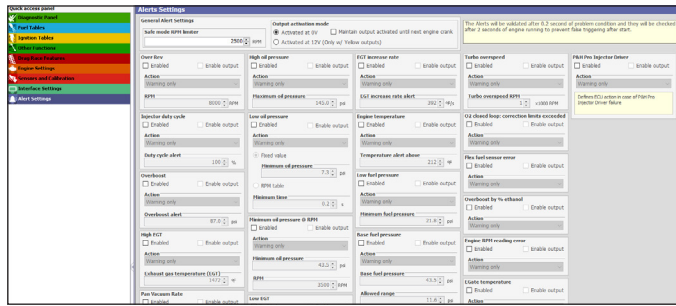 Quick access panel
Diagnostic Panel
Fuel Tables
Ignition Tables
Other Functions
Drag Race Features
Engine Settings
Sensors and Calibration
Interface Settings
Alert Settings
Alerts Settings
General Alert Settings
Safe mode RPM limiter
2500 RPM
Output activation mode
Activated at 0V
Maintain output activated until next engine crank
Activated at 12V (Only w/ Yellow outputs)
The Alerts will be validated after 0.2 second of problem condition and they will be checked
after 2 seconds of engine running to prevent fake triggering after start.
Over Rev
Enabled Enable output
Action
Warning only
RPM
8000 RPM
Injector duty cycle
Enabled Enable output
Action
Warning only
Duty cycle alert
100 %
Overboost
Enabled Enable output
Action
Warning only
Overboost alert
87.0 psi
High EGT
Enabled Enable output
Action
Warning only
Exhaust gas temperature (EGT)
1472 ºF
Pan Vacuum Rate
Enabled Enable output
High oil pressure
Enabled Enable output
Action
Warning only
Maximum oil pressure
145.0 psi
Low oil pressure
Enabled Enable output
Action
Warning only
Fixed value
Minimum oil pressure
7.3 psi
RPM table
Minimum time
0.2 s
Minimum oil pressure @ RPM
Enabled Enable output
Action
Warning only
Minimum oil pressure
43.5 psi
RPM
3500 RPM
Low EGT
EGT increase rate
Enabled Enable output
Action
Warning only
EGT increase rate alert
392 ºF/s
Engine temperature
Enabled Enable output
Action
Warning only
Temperature alert above
212 ºF
Low fuel pressure
Enabled Enable output
Action
Warning only
Minimum fuel pressure
21.8 psi
Base fuel pressure
Enabled Enable output
Action
Warning only
Base fuel pressure
43.5 psi
Allowed range
11.6 psi
Turbo overspeed
Enabled Enable output
Action
Warning only
Turbo overspeed RPM
1 x1000 RPM
O2 closed loop: correction limits exceeded
Enabled Enable output
Action
Warning only
Flex fuel sensor error
Enabled Enable output
Action
Warning only
Overboost by % ethanol
Enabled Enable output
Action
Warning only
Engine RPM reading error
Enabled Enable output
Action
Warning only
EGate temperature
Enabled Enable output
Action
P&H Pro Injector Driver
Enabled Enable output
Action
Warning only
Defines ECU action in case of P&H Pro
Injector Driver failure